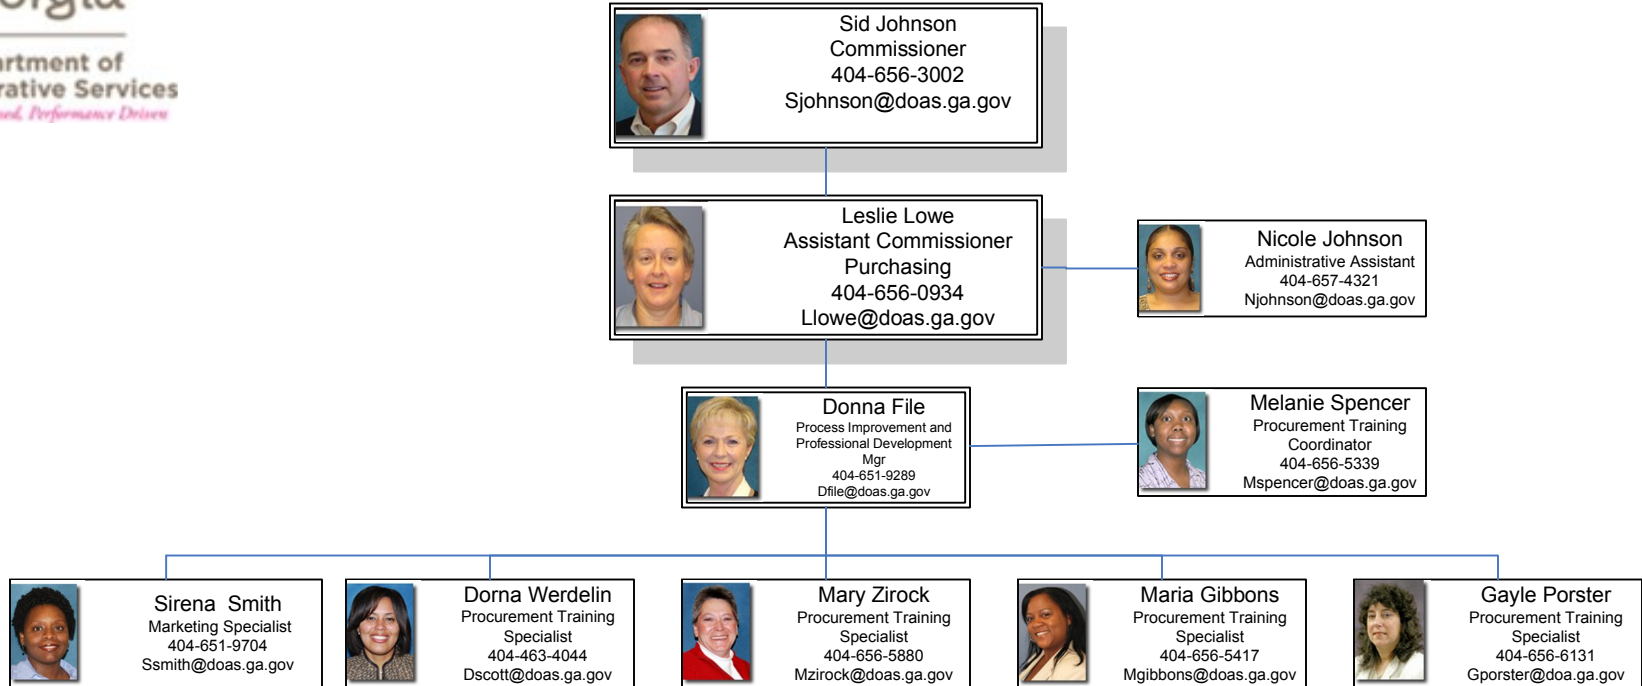 Department of
Administrative Services
Performance Driven
Sid Johnson
Commissioner
404-656-3002
Sjohnson@doas.ga.gov
Leslie Lowe
Assistant Commissioner
Purchasing
404-656-0934
Llowe@doas.ga.gov
Nicole Johnson
Administrative Assistant
404-657-4321
Njohnson@doas.ga.gov
Donna File
Process Improvement and
Professional Development
Mgr
404-651-9289
Dfile@doas.ga.gov
Melanie Spencer
Procurement Training
Coordinator
404-656-5339
Mspencer@doas.ga.gov
Sirena Smith
Marketing Specialist
404-651-9704
Ssmith@doas.ga.gov
Dorna Werdelin
Procurement Training
Specialist
404-463-4044
Dscott@doas.ga.gov
Mary Zirock
Procurement Training
Specialist
404-656-5880
Mzirock@doas.ga.gov
Maria Gibbons
Procurement Training
Specialist
404-656-5417
Mgibbons@doas.ga.gov
Gayle Porster
Procurement Training
Specialist
404-656-6131
Gporster@doa.ga.gov